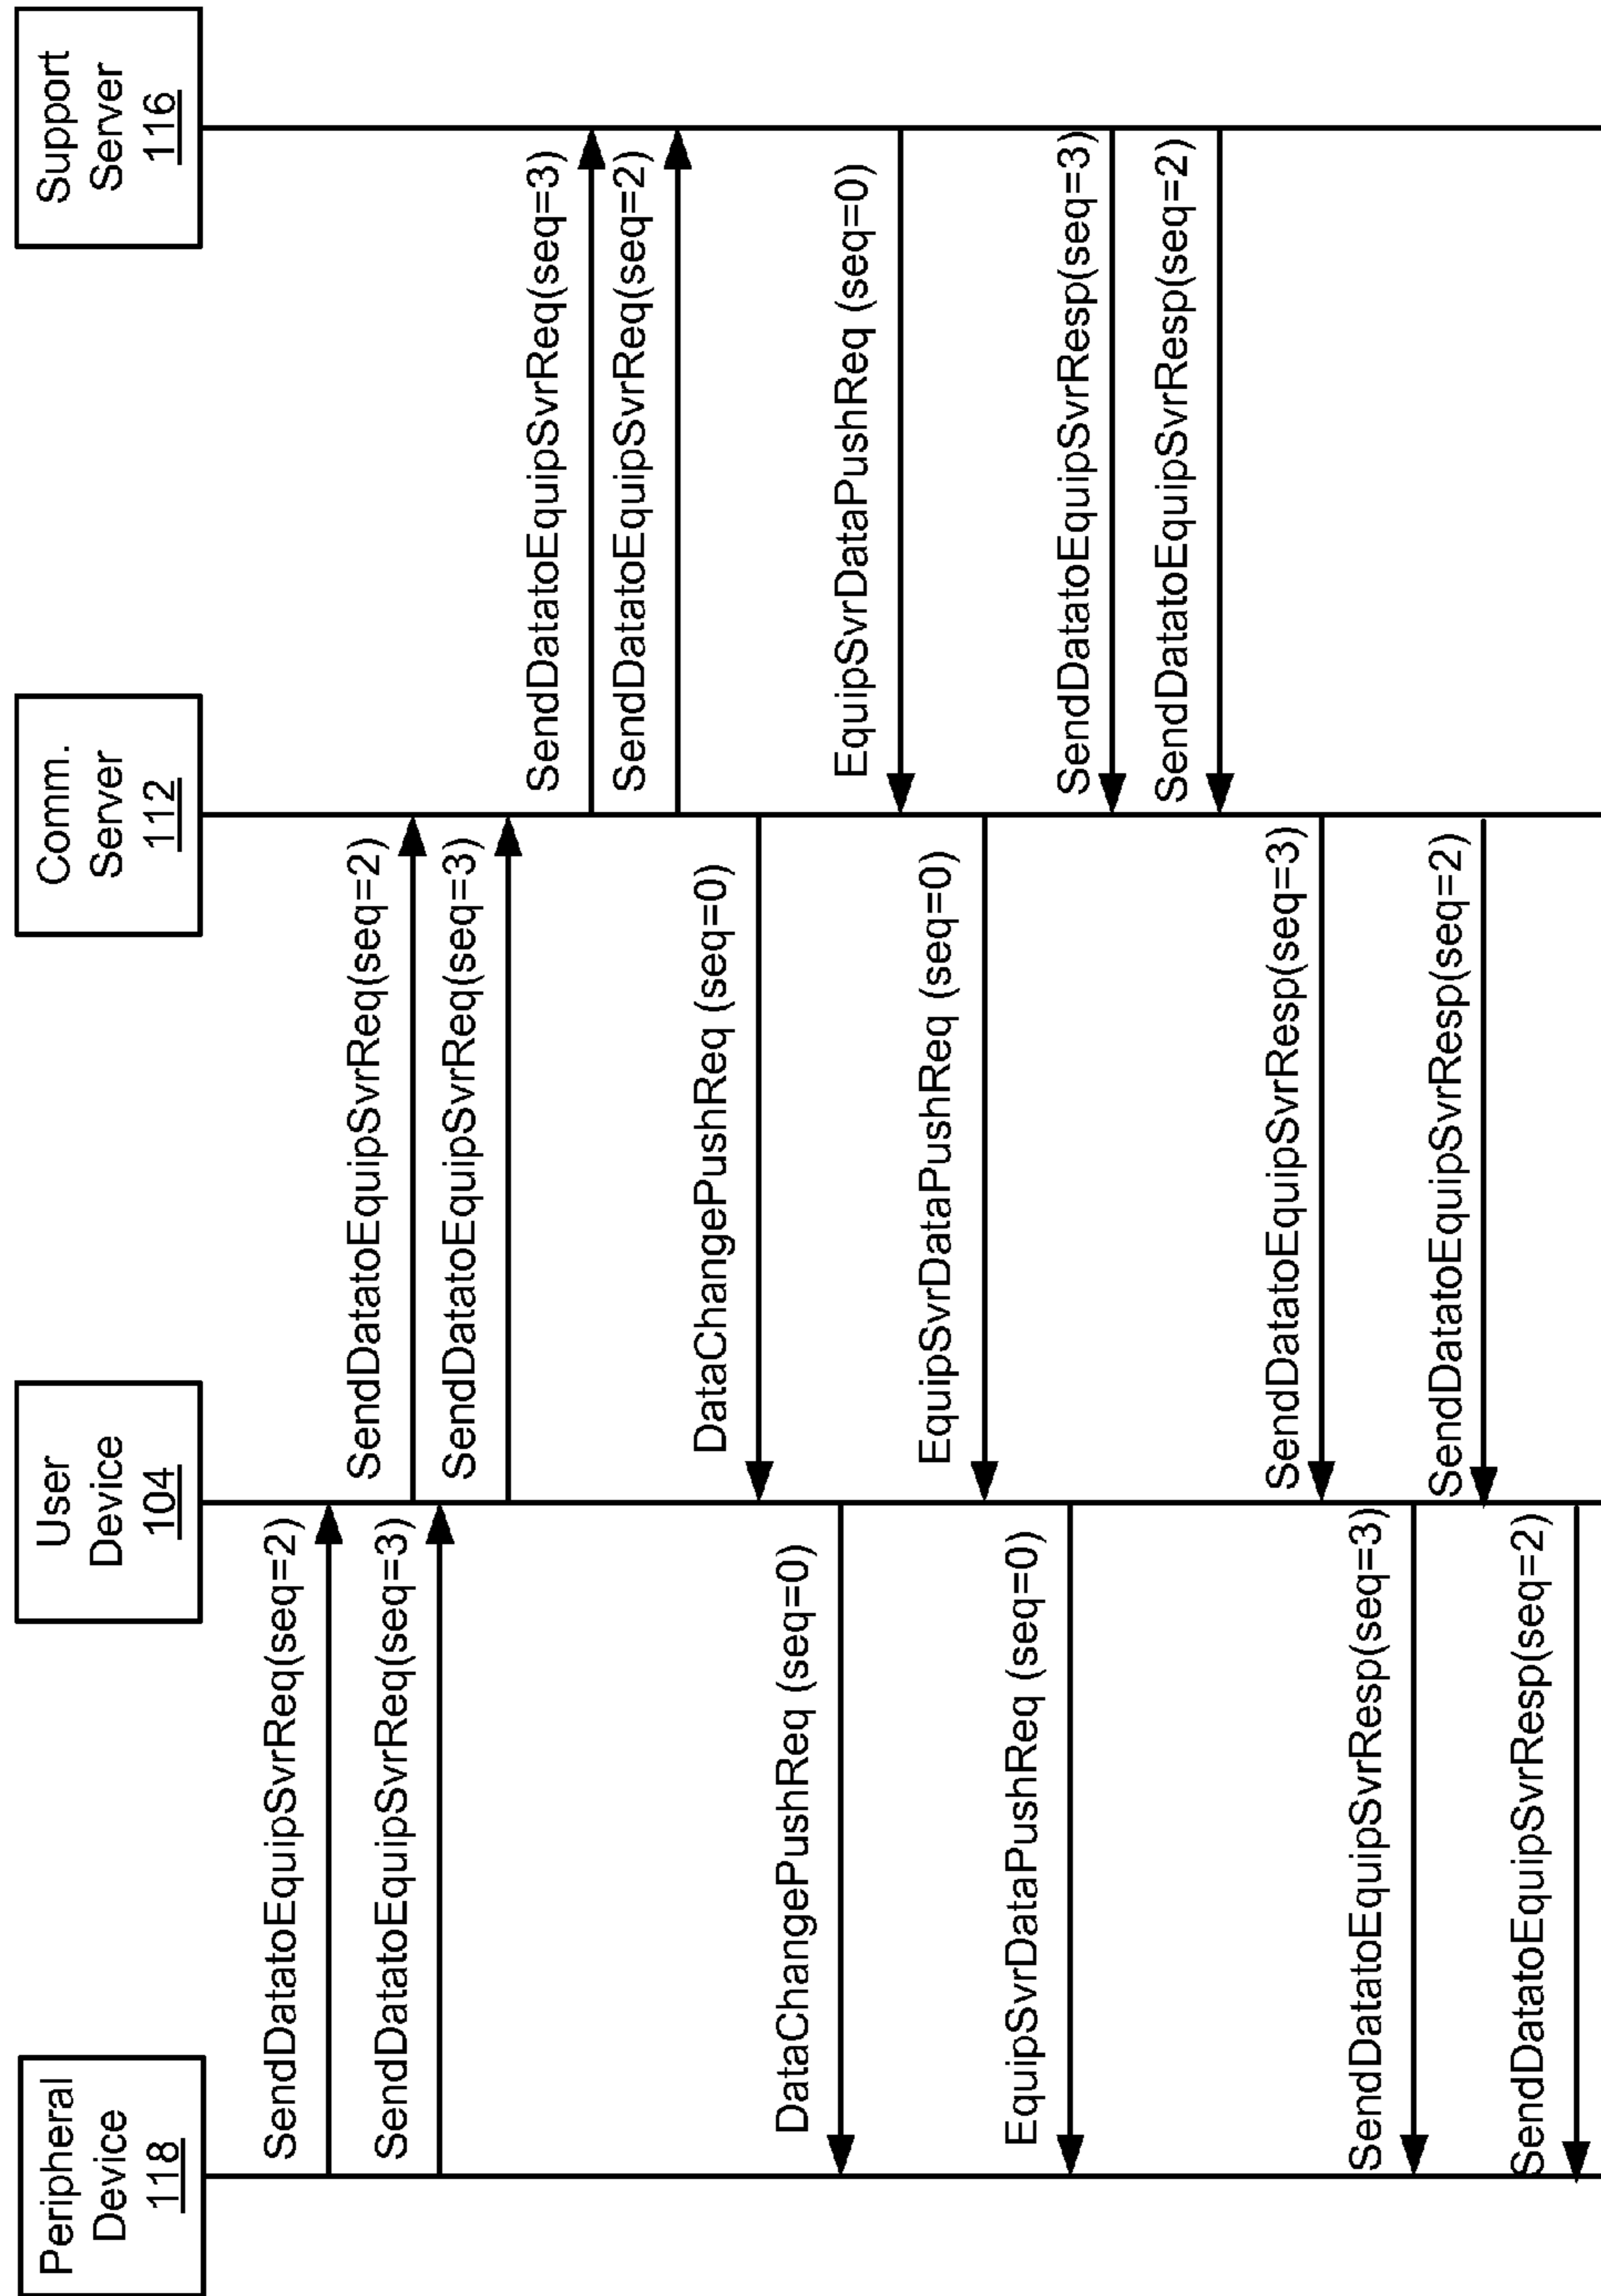 Peripheral
Device
118
User
Device
104
Comm.
Server
112
Support
Server
116
SendDatatoEquipSvrReq(seq=2)
SendDatatoEquipSvrReq(seq=2)
SendDatatoEquipSvrReq(seq=3)
SendDatatoEquipSvrReq(seq=3)
SendDatatoEquipSvrReq(seq=3)
SendDatatoEquipSvrReq(seq=2)
DataChangePushReq (seq=0)
DataChangePushReq (seq=0)
EquipSvrDataPushReq (seq=0)
EquipSvrDataPushReq (seq=0)
EquipSvrDataPushReq (seq=0)
SendDatatoEquipSvrResp(seq=3)
SendDatatoEquipSvrResp(seq=2)
SendDatatoEquipSvrResp(seq=3)
SendDatatoEquipSvrResp(seq=3)
SendDatatoEquipSvrResp(seq=2)
SendDatatoEquipSvrResp(seq=2)